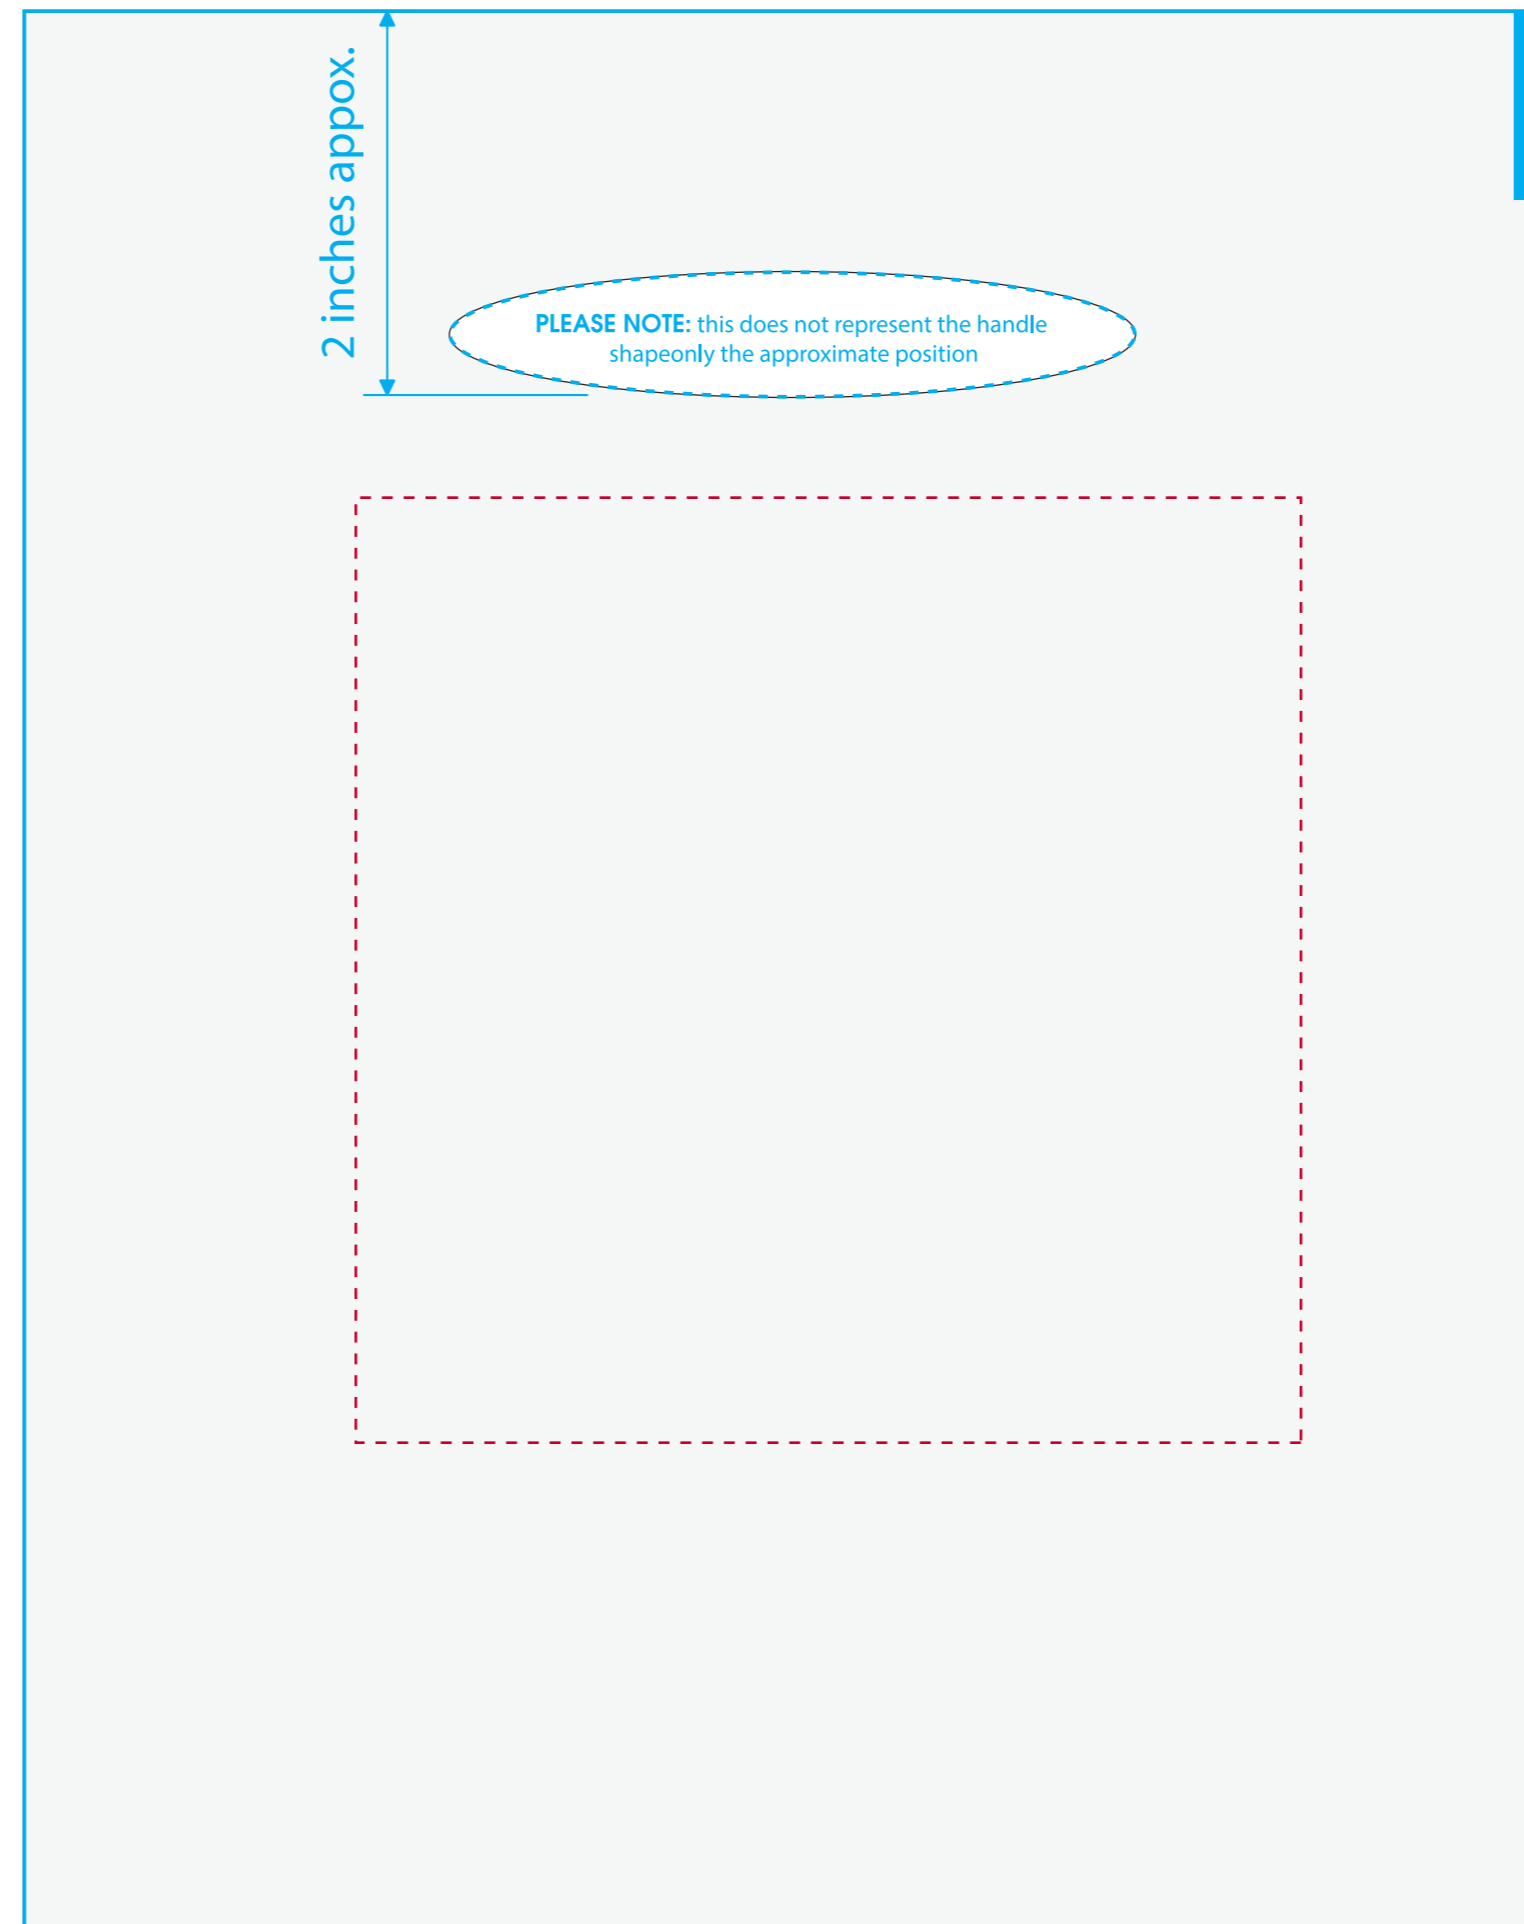 2 inches appox.
PLEASE NOTE: this does not represent the handle
shapeonly the approximate position